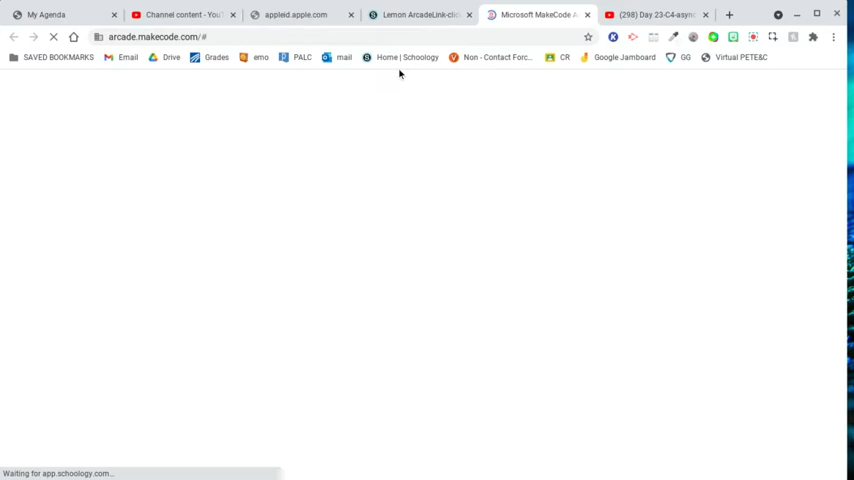 My Agenda
Channel content - You
appleid.apple.com
Lemon ArcadeLink-clic
Microsoft MakeCode A
(298) Day 23-C4-async
arcade.makecode.com/#
SAVED BOOKMARKS
Email
Drive
Grades
emo
PALC
mail
Home | Schoology
Non - Contact Forc...
CR
Google Jamboard
GG
Virtual PETE&C
Waiting for app.schoology.com...